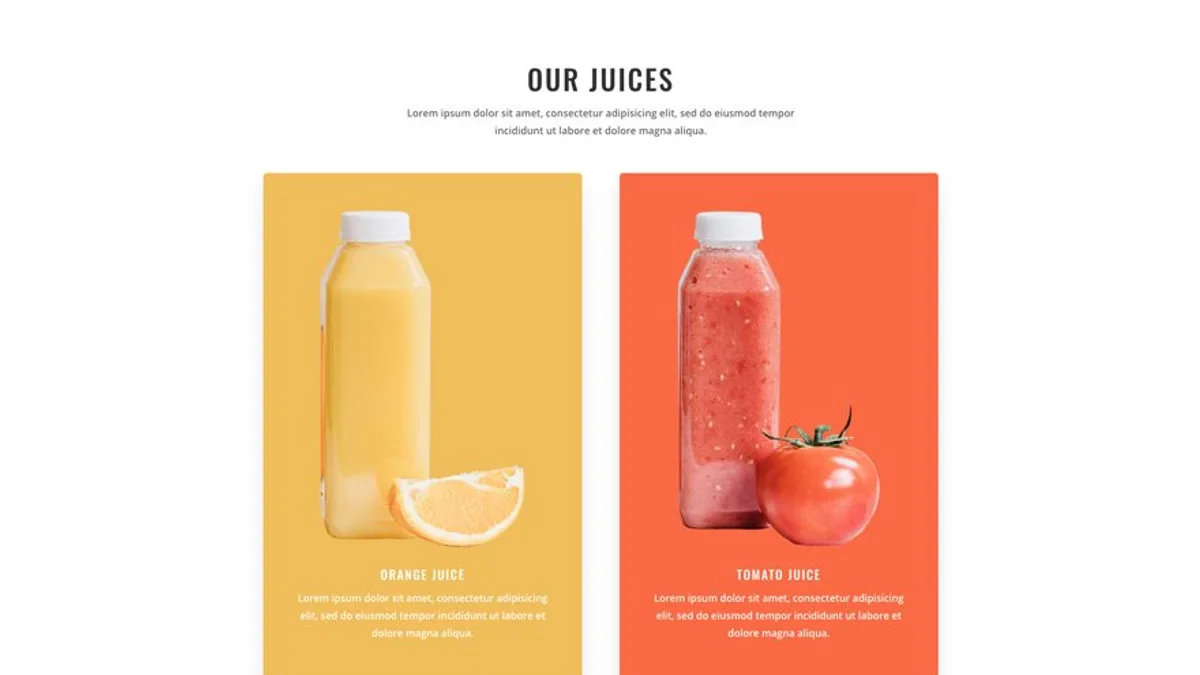 OUR JUICES
Lorem ipsum dolor sit amet, consectetur adipisicing elit, sed do eiusmod tempor
incididunt ut labore et dolore magna aliqua.
ORANGE JUICE
Lorem ipsum dolor sit amet, consectetur adipisicing
elit, sed do eiusmod tempor incididunt ut labore et
dolore magna aliqua.
TOMATO JUICE
Lorem ipsum dolor sit amet, consectetur adipisicing
elit, sed do eiusmod tempor incididunt ut labore et
dolore magna aliqua.